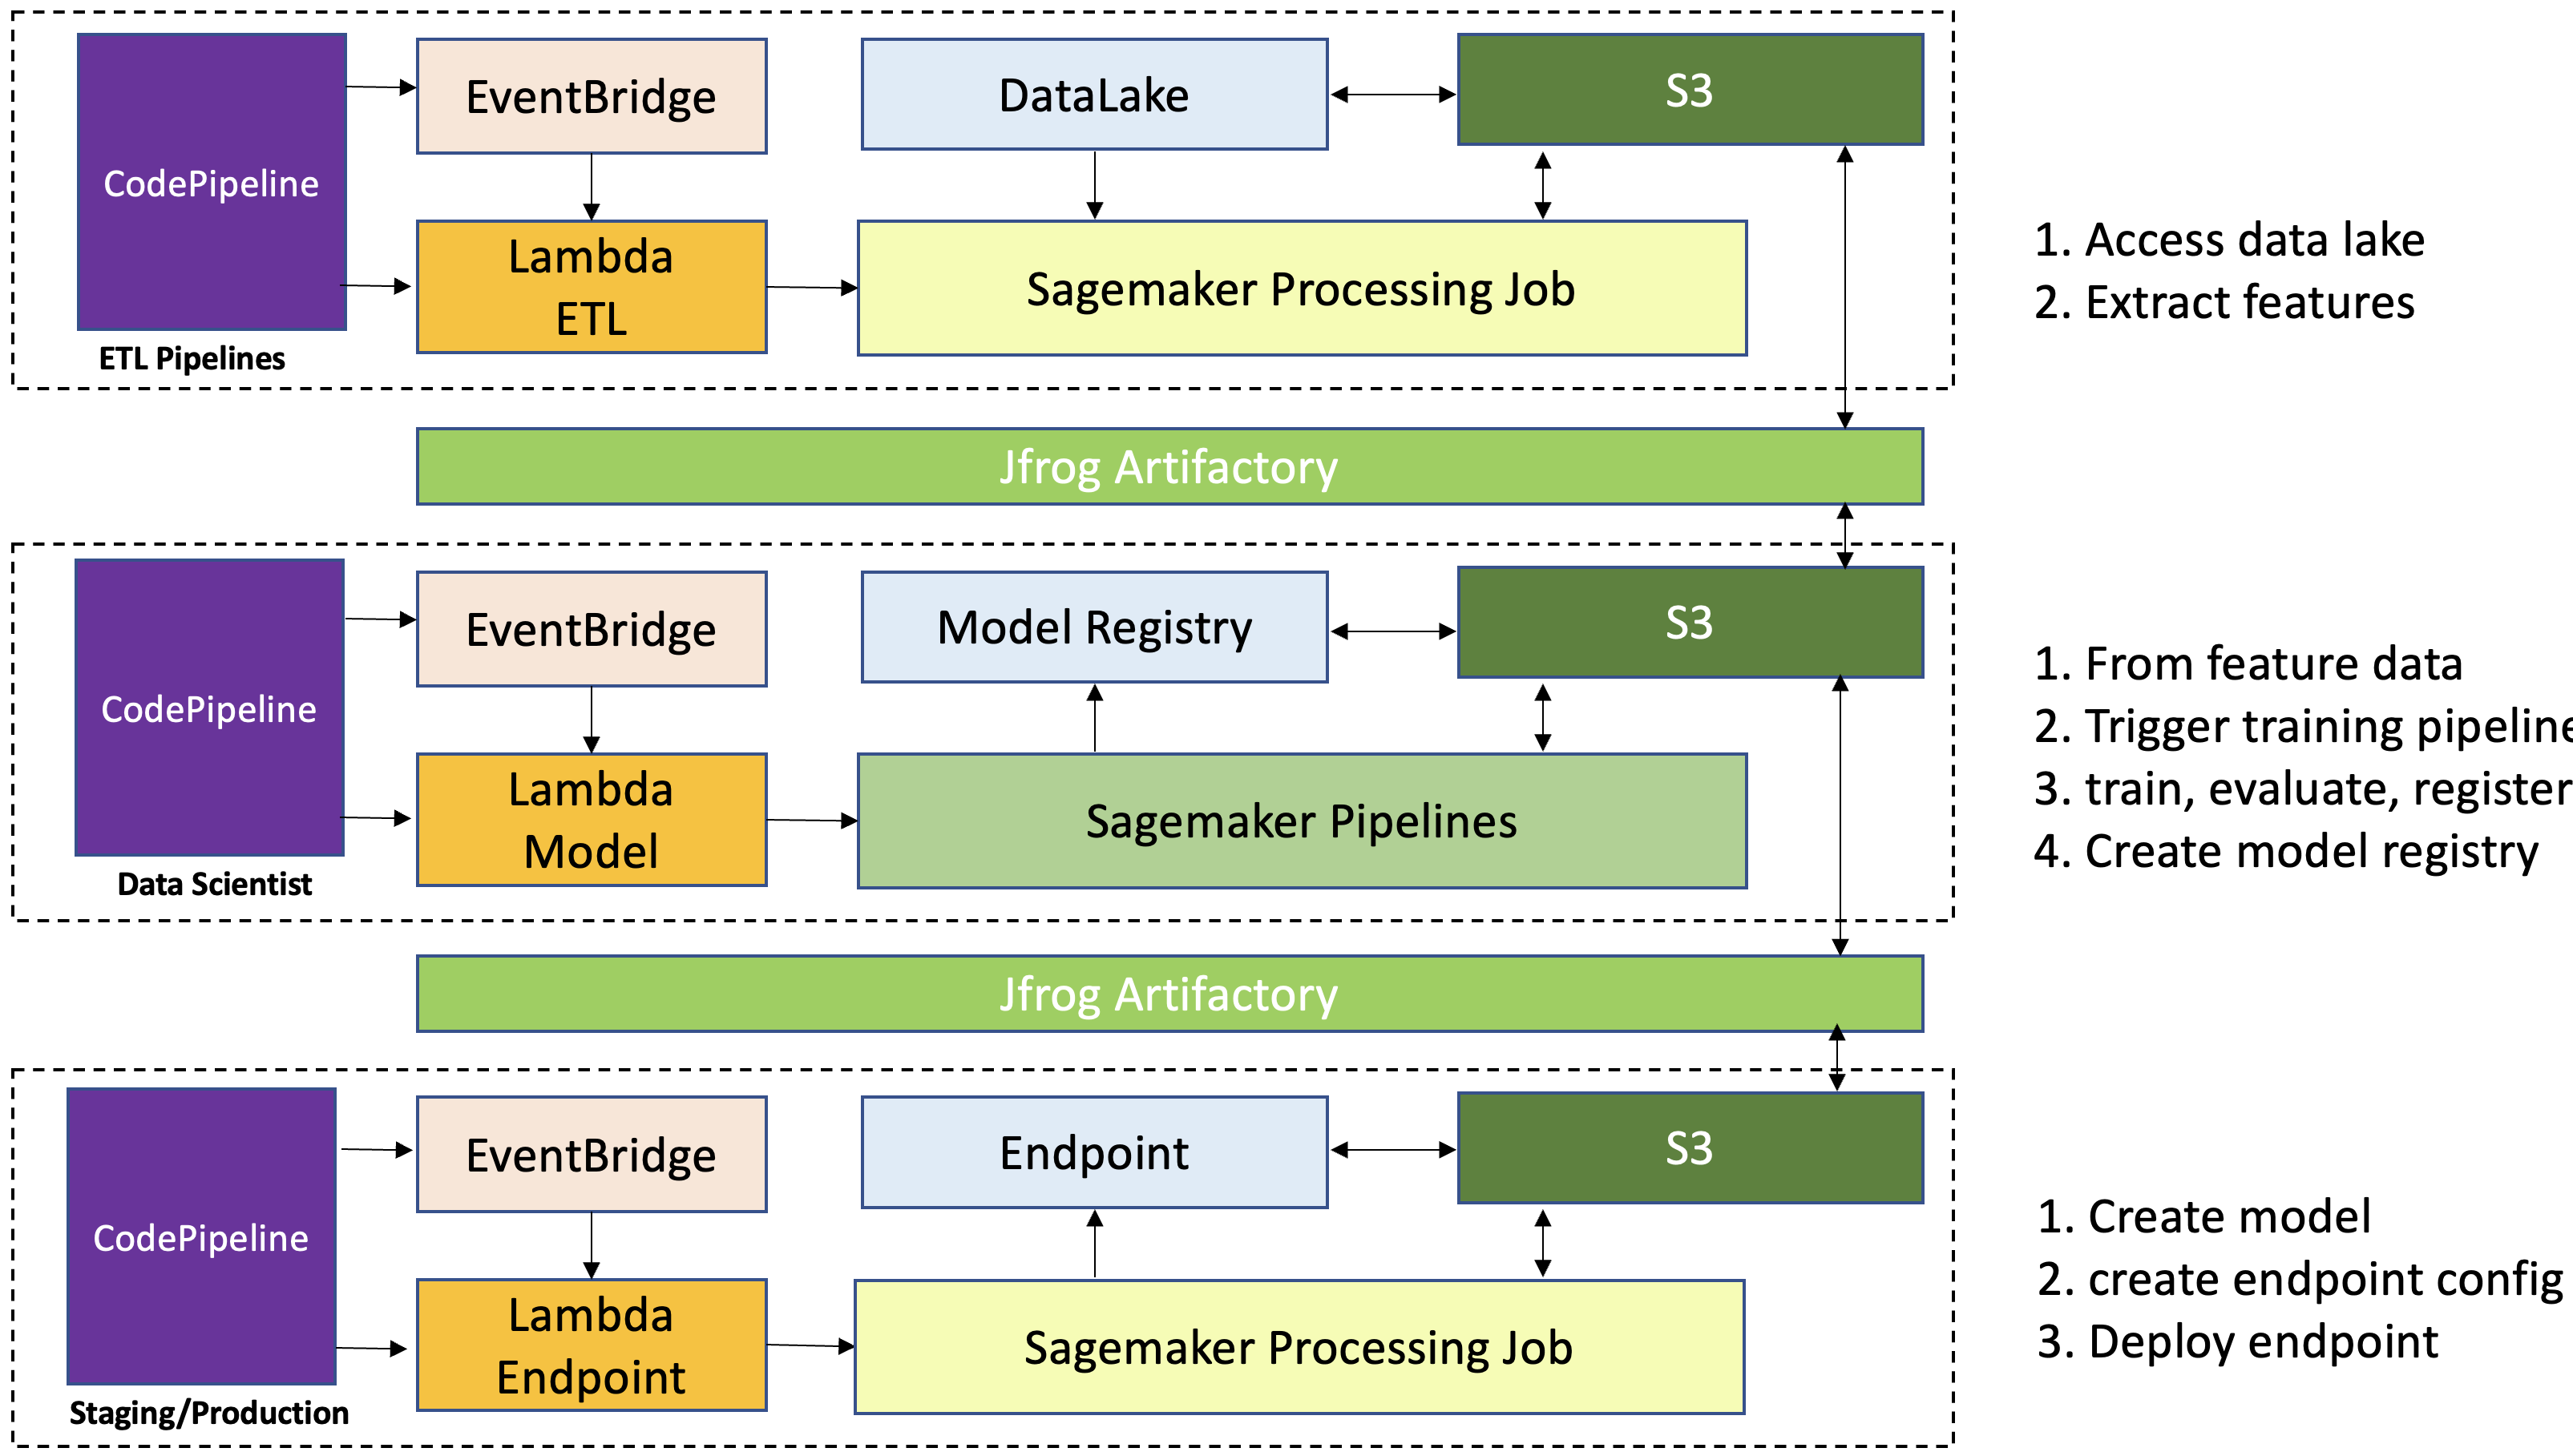 CodePipeline
ETL Pipelines
EventBridge
Lambda
ETL
DataLake
S3
Sagemaker Processing Job
1. Access data lake
2. Extract features
Jfrog Artifactory
CodePipeline
Data Scientist
EventBridge
Lambda
Model
Model Registry
S3
Sagemaker Pipelines
1. From feature data
2. Trigger training pipeline
3. train, evaluate, register
4. Create model registry
Jfrog Artifactory
CodePipeline
Staging/Production
EventBridge
Lambda
Endpoint
Endpoint
S3
Sagemaker Processing Job
1. Create model
2. create endpoint config
3. Deploy endpoint